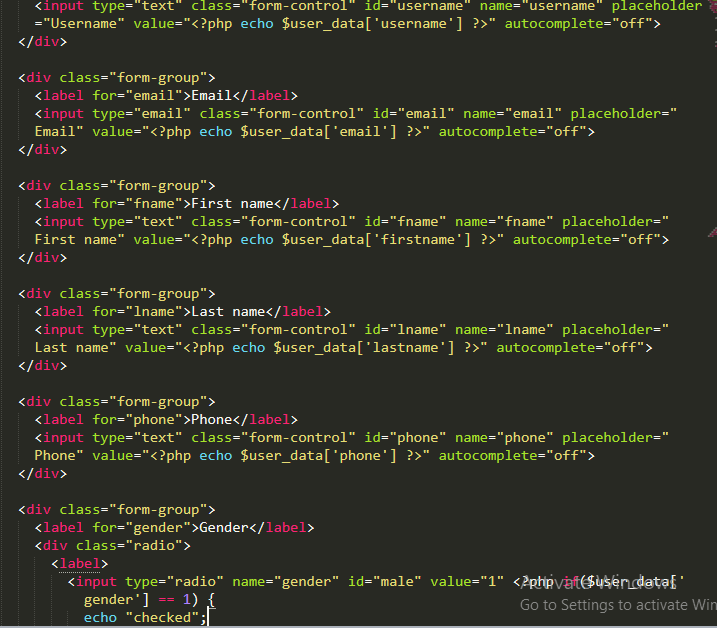 <input type="text" class="form-control" id="username" name="username" placeholder
="Username" value="<?php echo $user_data['username'] ?>" autocomplete="off">
</div>
<div class="form-group">
<label for="email">Email</label>
<input type="email" class="form-control" id="email" name="email" placeholder="
Email" value="<?php echo $user_data['email'] ?>" autocomplete="off">
</div>
<div class="form-group">
<label for="fname">First name</label>
<input type="text" class="form-control" id="fname" name="fname" placeholder="
First name" value="<?php echo $user_data['firstname'] ?>" autocomplete="off">
</div>
<div class="form-group">
<label for="lname">Last name</label>
<input type="text" class="form-control" id="lname" name="lname" placeholder="
Last name" value="<?php echo $user_data['lastname'] ?>" autocomplete="off">
</div>
<div class="form-group">
<label for="phone">Phone</label>
<input type="text" class="form-control" id="phone" name="phone" placeholder="
Phone" value="<?php echo $user_data['phone'] ?>" autocomplete="off">
</div>
<div class="form-group">
<label for="gender">Gender</label>
<div class="radio">
<label>
<input type="radio" name="gender" id="male" value="1" <?php if($user_data['
gender'] == 1) {
echo "checked";
Activate Windows
Go to Settings to activate Win